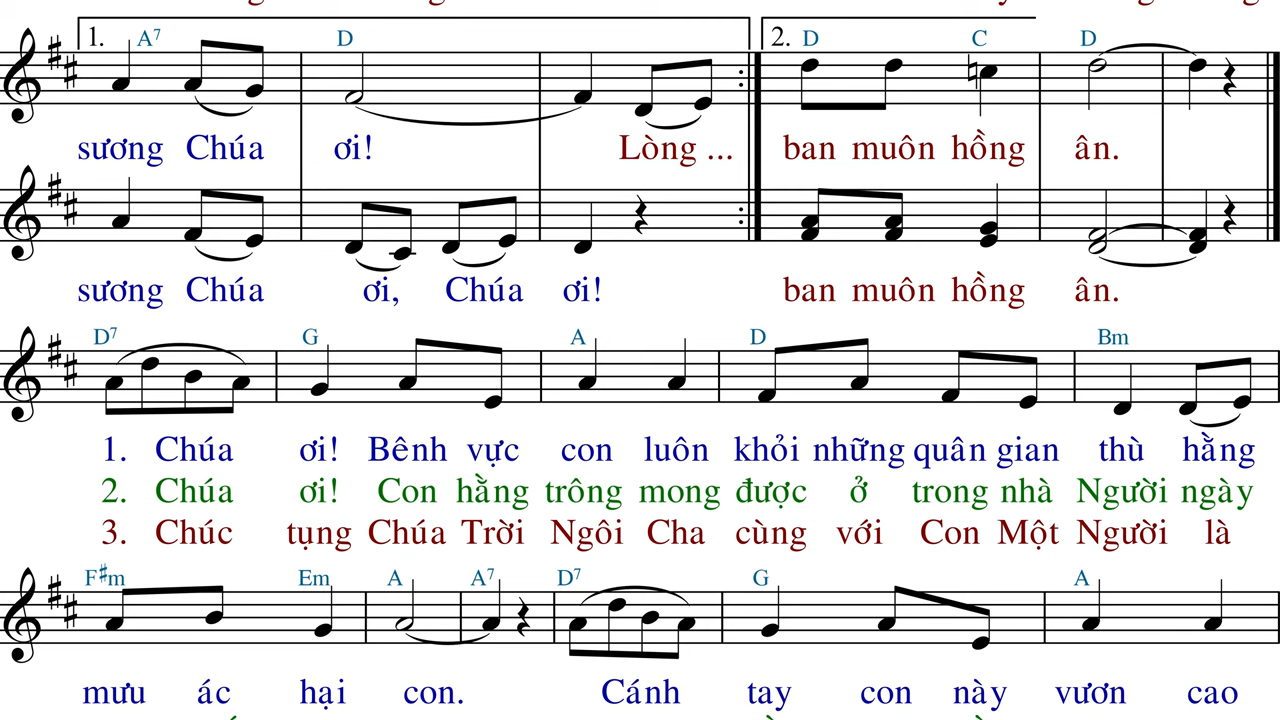 1. A7 D 2. D C D
sương Chúa ơi! Lòng ... ban muôn hồng ân.
sương Chúa ơi, Chúa ơi! ban muôn hồng ân.
D7 G A D Bm
1. Chúa ơi! Bênh vực con luôn khỏi những quân gian thù hằng
2. Chúa ơi! Con hằng trông mong được ở trong nhà Người ngày
3. Chúc tụng Chúa Trời Ngôi Cha cùng với Con Một Người là
F#m Em A A7 D7 G A
mưu ác hại con. Cánh tay con này vươn cao